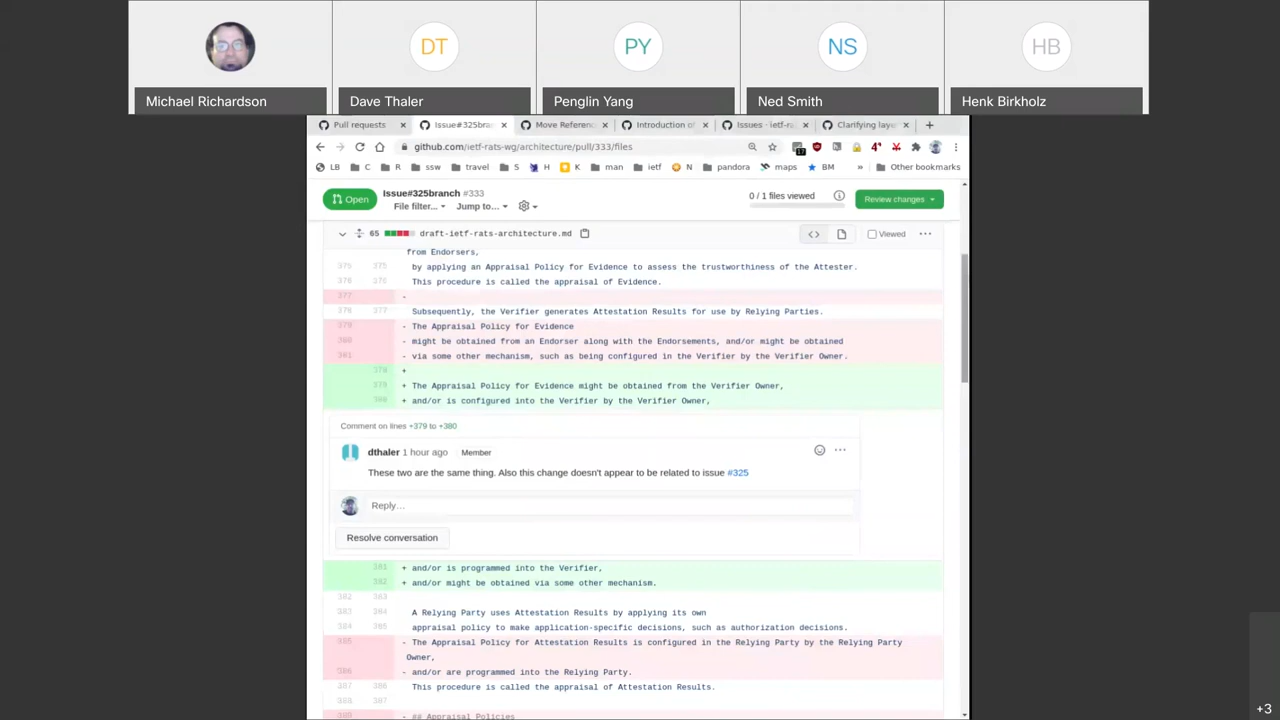 DT
PY
NS
HB
Michael Richardson
Dave Thaler
Penglin Yang
Ned Smith
Henk Birkholz
Pull requests
Issue#325bran
Move Referenc
Introduction of
Issues · ietf-ra
Clarifying laye
github.com/ietf-rats-wg/architecture/pull/333/files
17
LB C R ssw travel S H K man ietf N pandora maps BM » Other bookmarks
Open
Issue#325branch #333
File filter... Jump to...
0 / 1 files viewed
Review changes
65 draft-ietf-rats-architecture.md
Viewed
from Endorsers,
375 375 by applying an Appraisal Policy for Evidence to assess the trustworthiness of the Attester.
376 376 This procedure is called the appraisal of Evidence.
377 -
378 377 Subsequently, the Verifier generates Attestation Results for use by Relying Parties.
379 - The Appraisal Policy for Evidence
380 - might be obtained from an Endorser along with the Endorsements, and/or might be obtained
381 - via some other mechanism, such as being configured in the Verifier by the Verifier Owner.
378 +
379 + The Appraisal Policy for Evidence might be obtained from the Verifier Owner,
380 + and/or is configured into the Verifier by the Verifier Owner,
Comment on lines +379 to +380
dthaler 1 hour ago Member
These two are the same thing. Also this change doesn't appear to be related to issue #325
Reply...
Resolve conversation
381 + and/or is programmed into the Verifier,
382 + and/or might be obtained via some other mechanism.
382 383
383 384 A Relying Party uses Attestation Results by applying its own
384 385 appraisal policy to make application-specific decisions, such as authorization decisions.
385 - The Appraisal Policy for Attestation Results is configured in the Relying Party by the Relying Party
Owner,
386 - and/or are programmed into the Relying Party.
387 386 This procedure is called the appraisal of Attestation Results.
388 387
389 - ## Appraisal Policies
+3